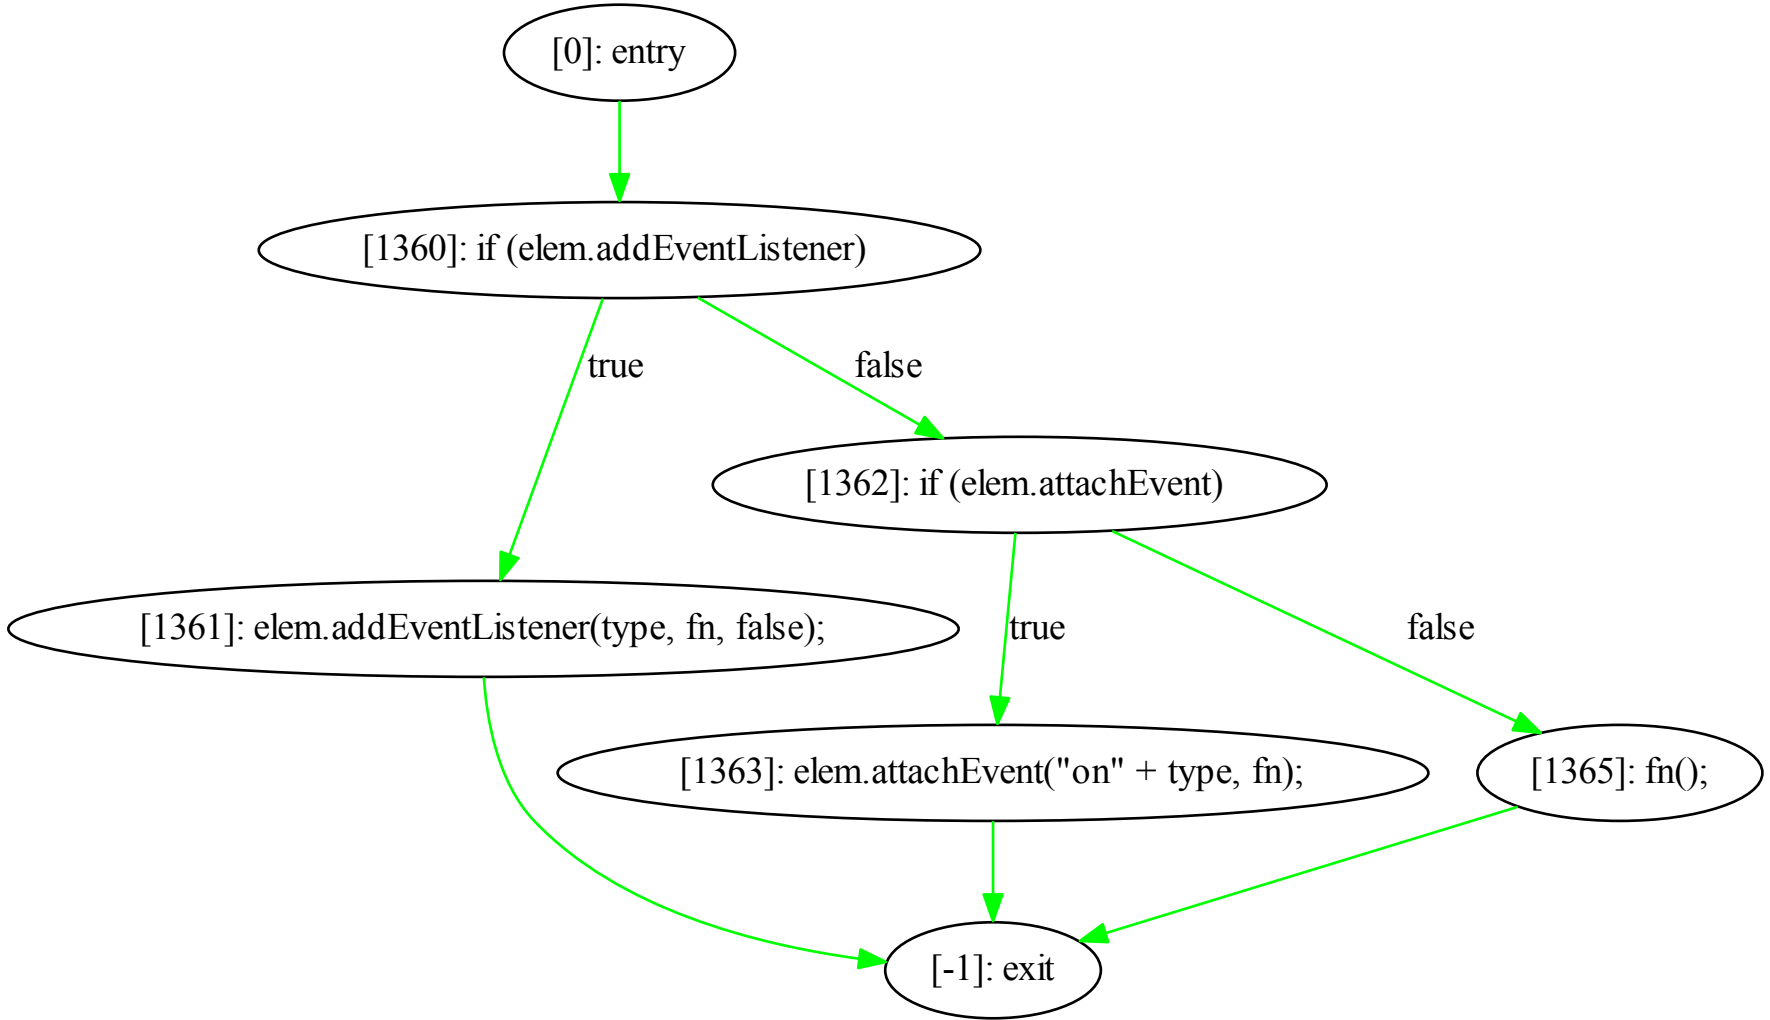 [0]: entry
[1360]: if (elem.addEventListener)
true
false
[1362]: if (elem.attachEvent)
[1361]: elem.addEventListener(type, fn, false);
true
false
[1363]: elem.attachEvent("on" + type, fn);
[1365]: fn();
[-1]: exit